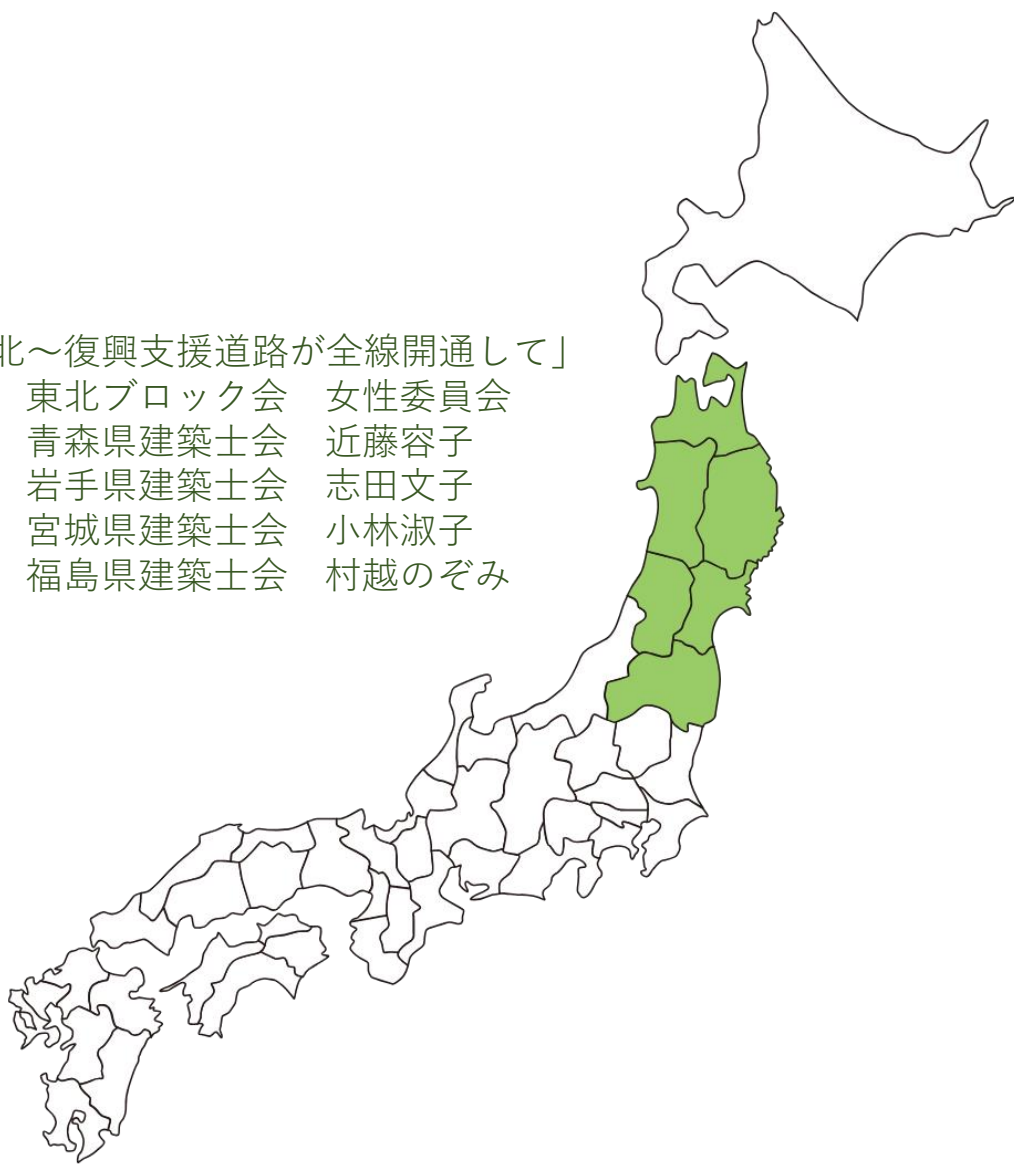 北～復興支援道路が全線開通して」
東北ブロック会　女性委員会
青森県建築士会　近藤容子
岩手県建築士会　志田文子
宮城県建築士会　小林淑子
福島県建築士会　村越のぞみ